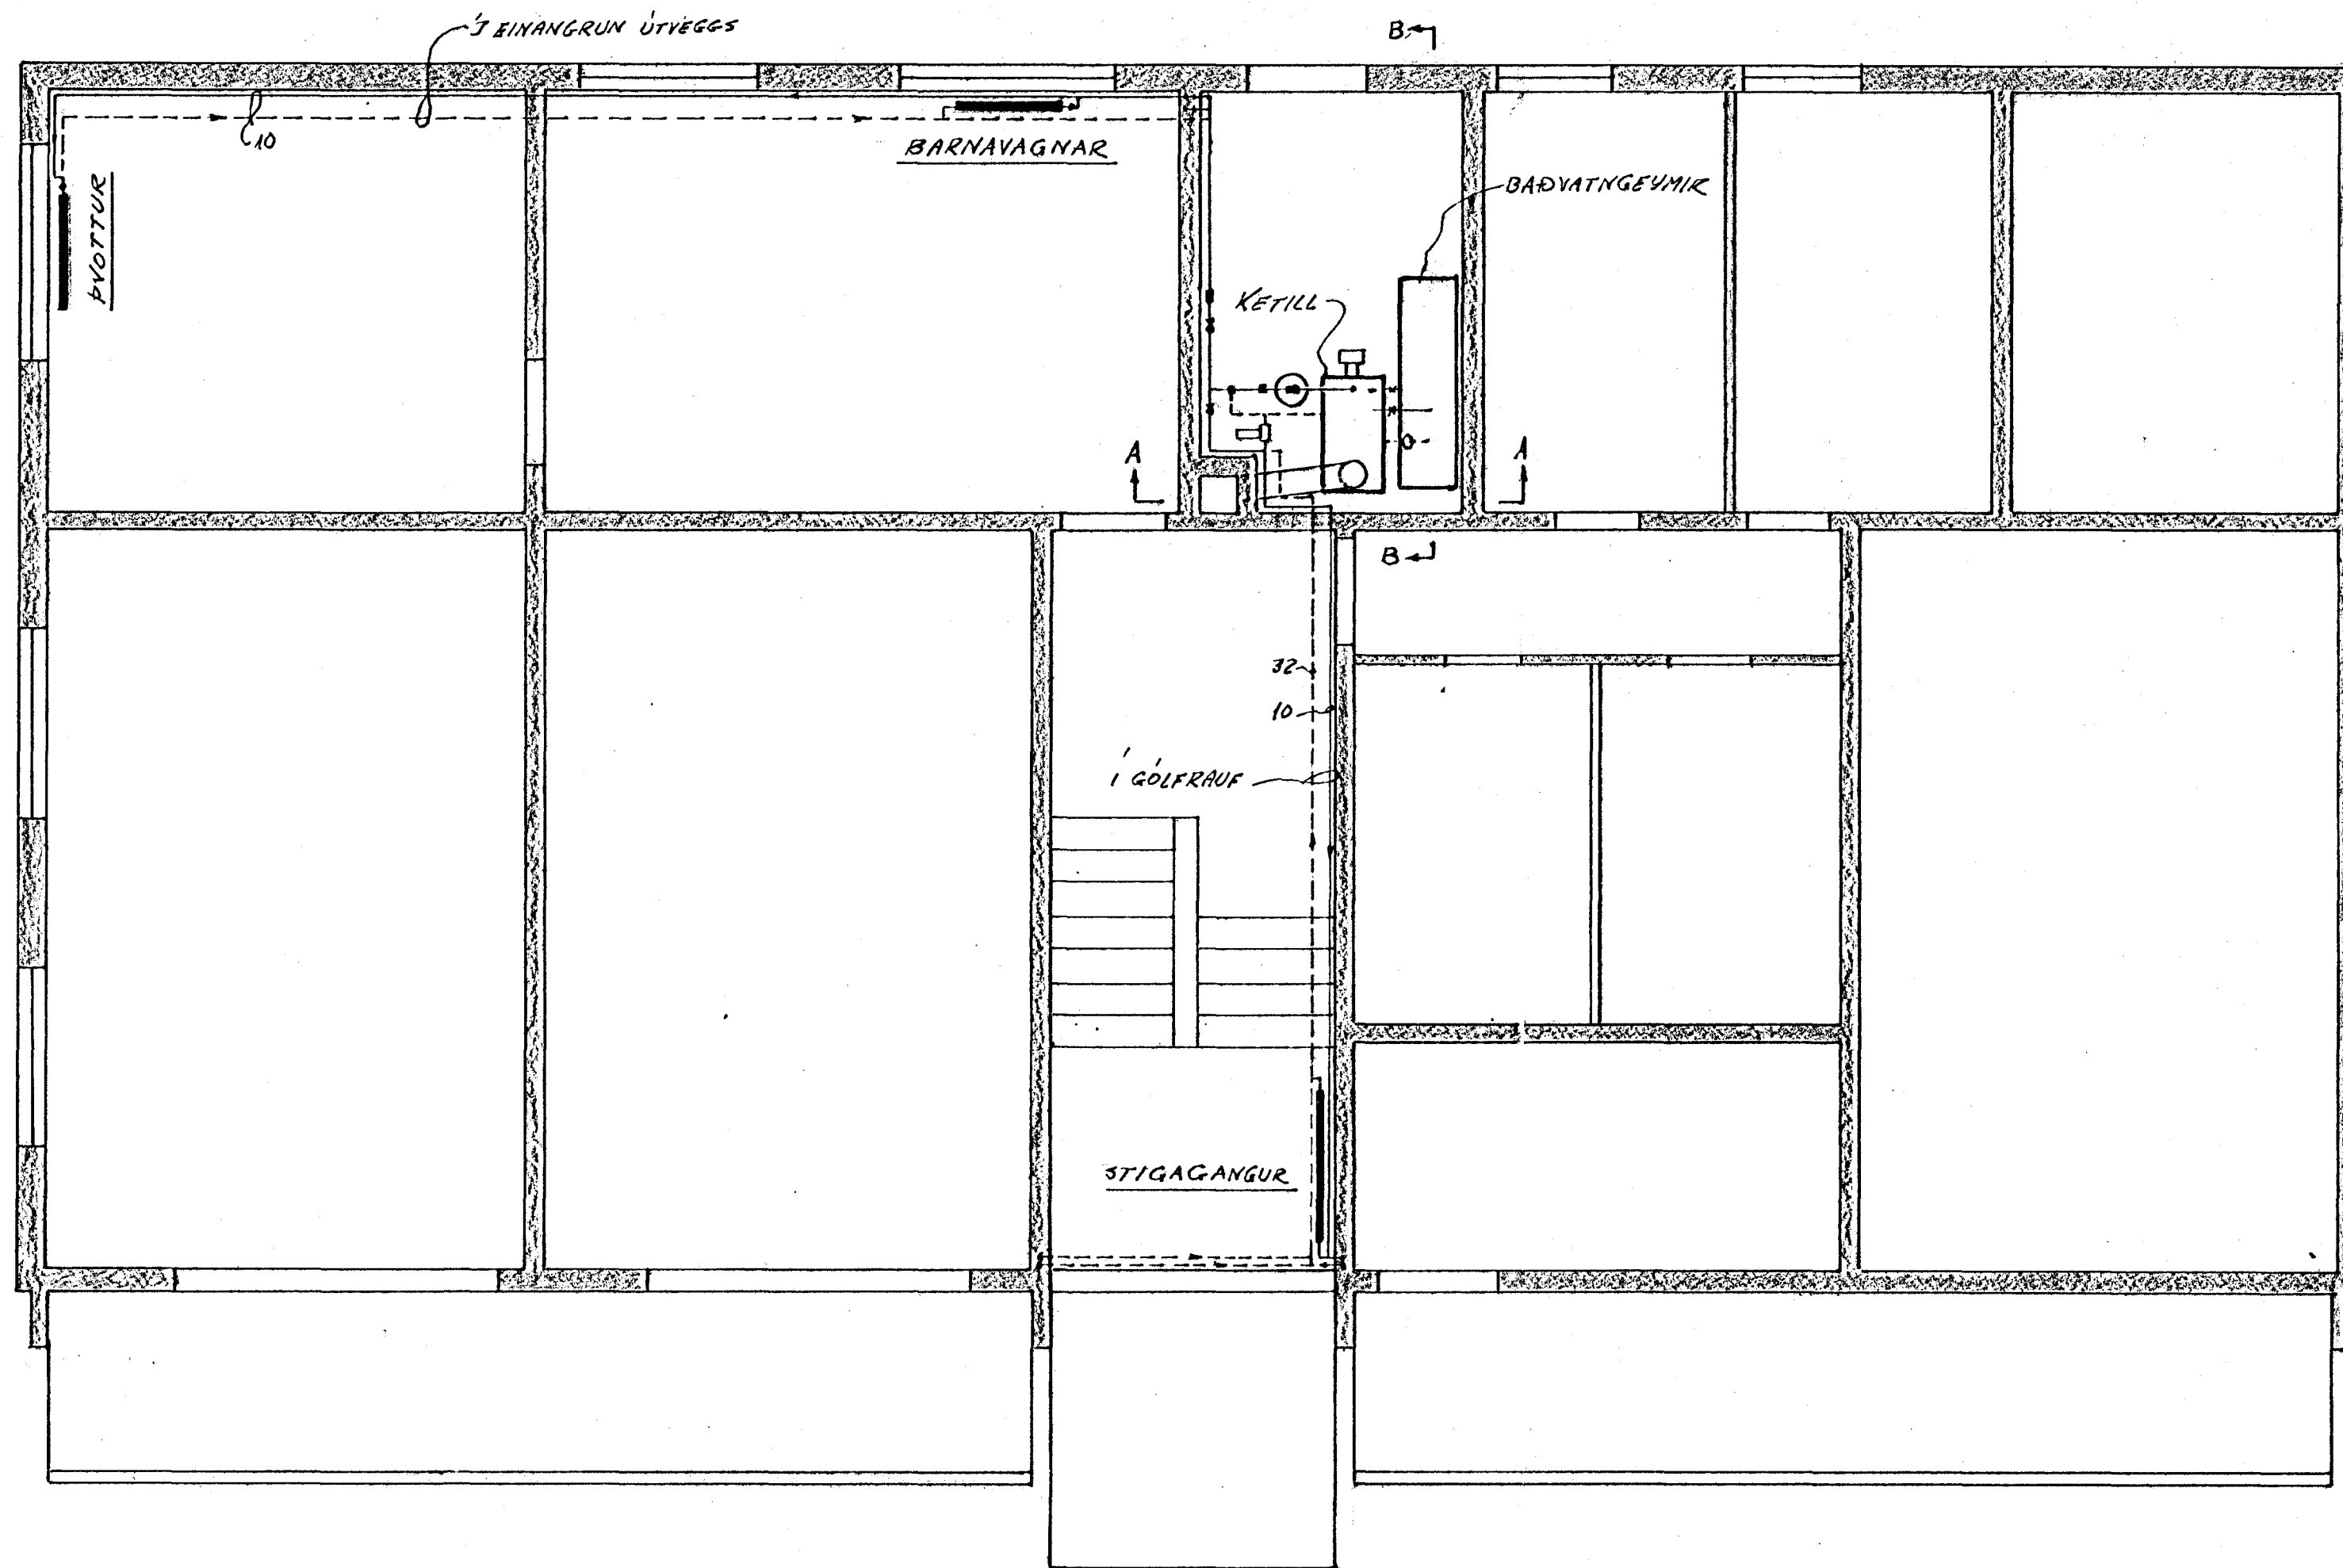 Í EINANGRUN ÚTVEGGS
B
10
BARNAVAGNAR
ÞVOTTUR
BAÐVATNGEYMIR
KETILL
A
A
B
32
10
Í GÓLFRAUF
STIGAGANGUR